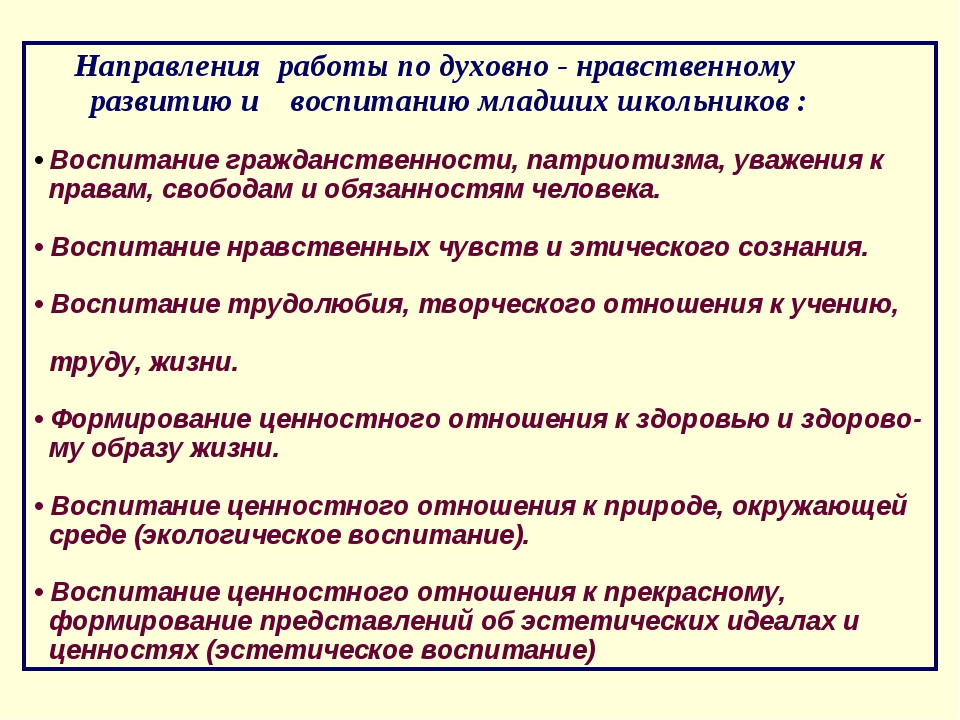 Направления работы по духовно - нравственному
развитию и воспитанию младших школьников :
• Воспитание гражданственности, патриотизма, уважения к
правам, свободам и обязанностям человека.
• Воспитание нравственных чувств и этического сознания.
• Воспитание трудолюбия, творческого отношения к учению,
труду, жизни.
• Формирование ценностного отношения к здоровью и здорово-
му образу жизни.
• Воспитание ценностного отношения к природе, окружающей
среде (экологическое воспитание).
• Воспитание ценностного отношения к прекрасному,
формирование представлений об эстетических идеалах и
ценностях (эстетическое воспитание)